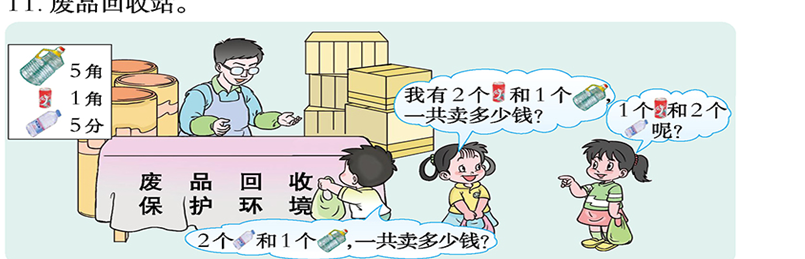 11. 废品回收站。
5角
1角
5分
我有2个和1个,
一共卖多少钱?
1个和2个
呢?
废品回收
保护环境
2个和1个,一共卖多少钱?